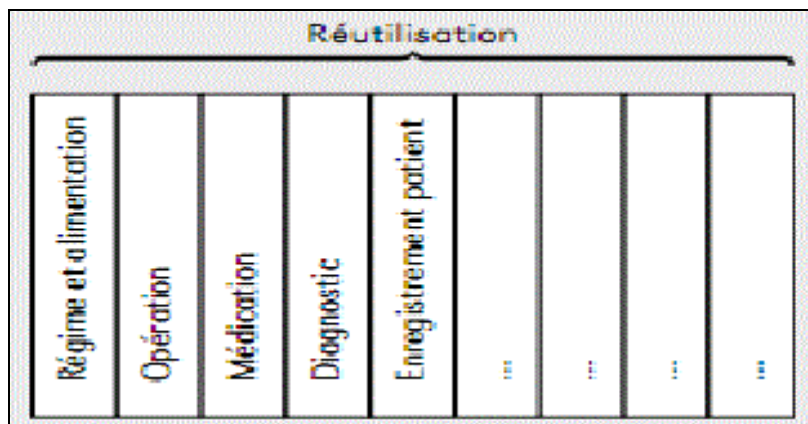 Réutilisation
Régime et alimentation
Opération
Médication
Diagnostic
Enregistrement patient
...
...
...
...